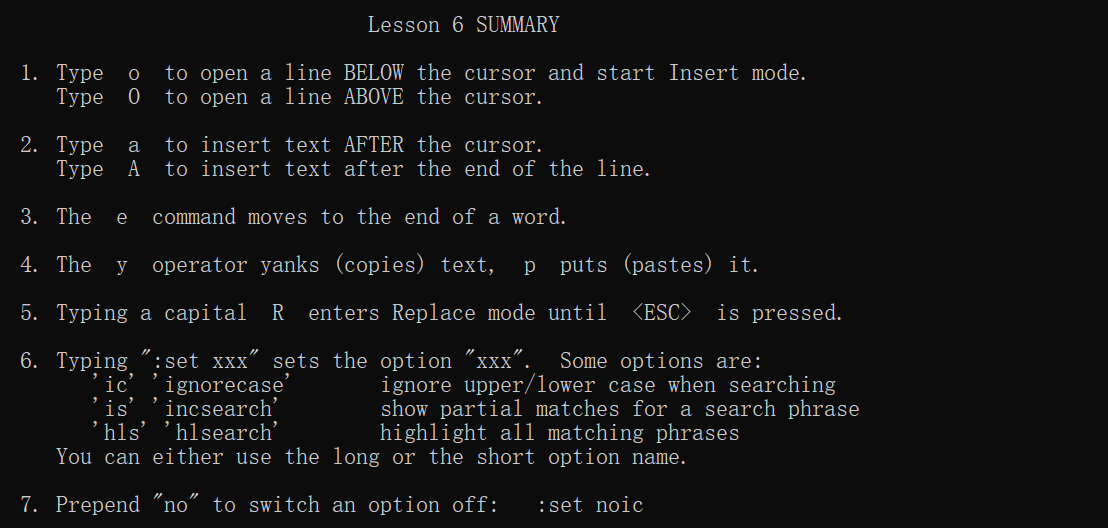 Lesson 6 SUMMARY
1. Type  o  to open a line BELOW the cursor and start Insert mode.
Type  O  to open a line ABOVE the cursor.
2. Type  a  to insert text AFTER the cursor.
Type  A  to insert text after the end of the line.
3. The  e  command moves to the end of a word.
4. The  y  operator yanks (copies) text,  p  puts (pastes) it.
5. Typing a capital  R  enters Replace mode until  <ESC>  is pressed.
6. Typing ":set xxx" sets the option "xxx".  Some options are:
'ic' 'ignorecase'       ignore upper/lower case when searching
'is' 'incsearch'        show partial matches for a search phrase
'hls' 'hlsearch'        highlight all matching phrases
You can either use the long or the short option name.
7. Prepend "no" to switch an option off:   :set noic